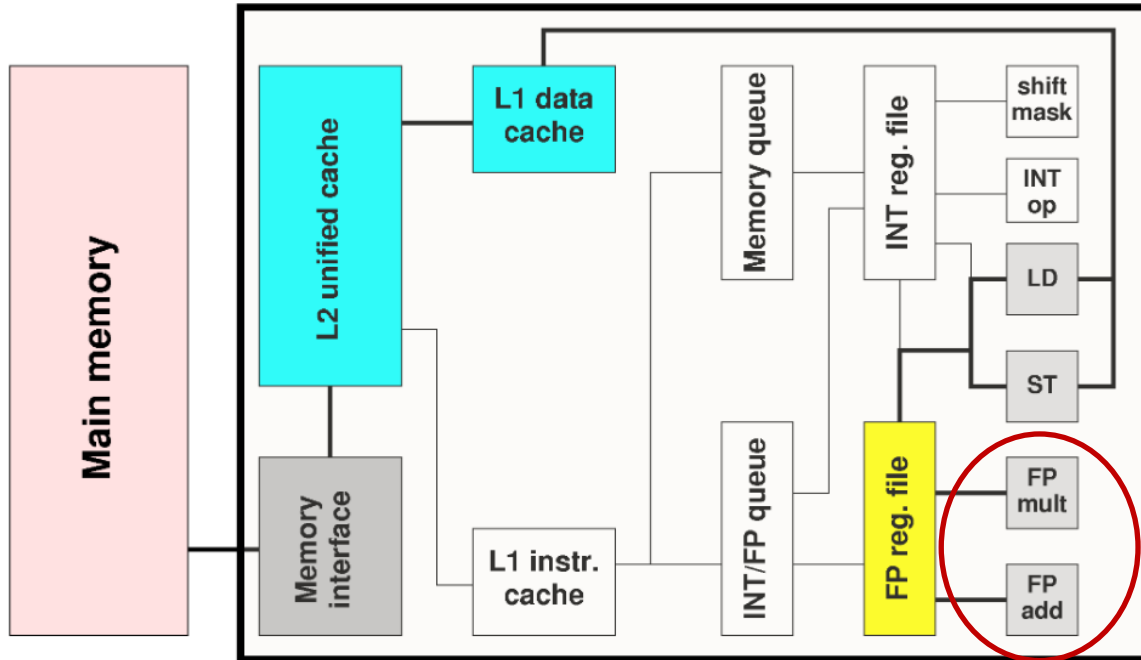 Main memory
L2 unified cache
Memory
interface
L1 data
cache
L1 instr.
cache
Memory queue
INT/FP queue
INT reg. file
FP reg. file
shift
mask
INT
op
LD
ST
FP
mult
FP
add